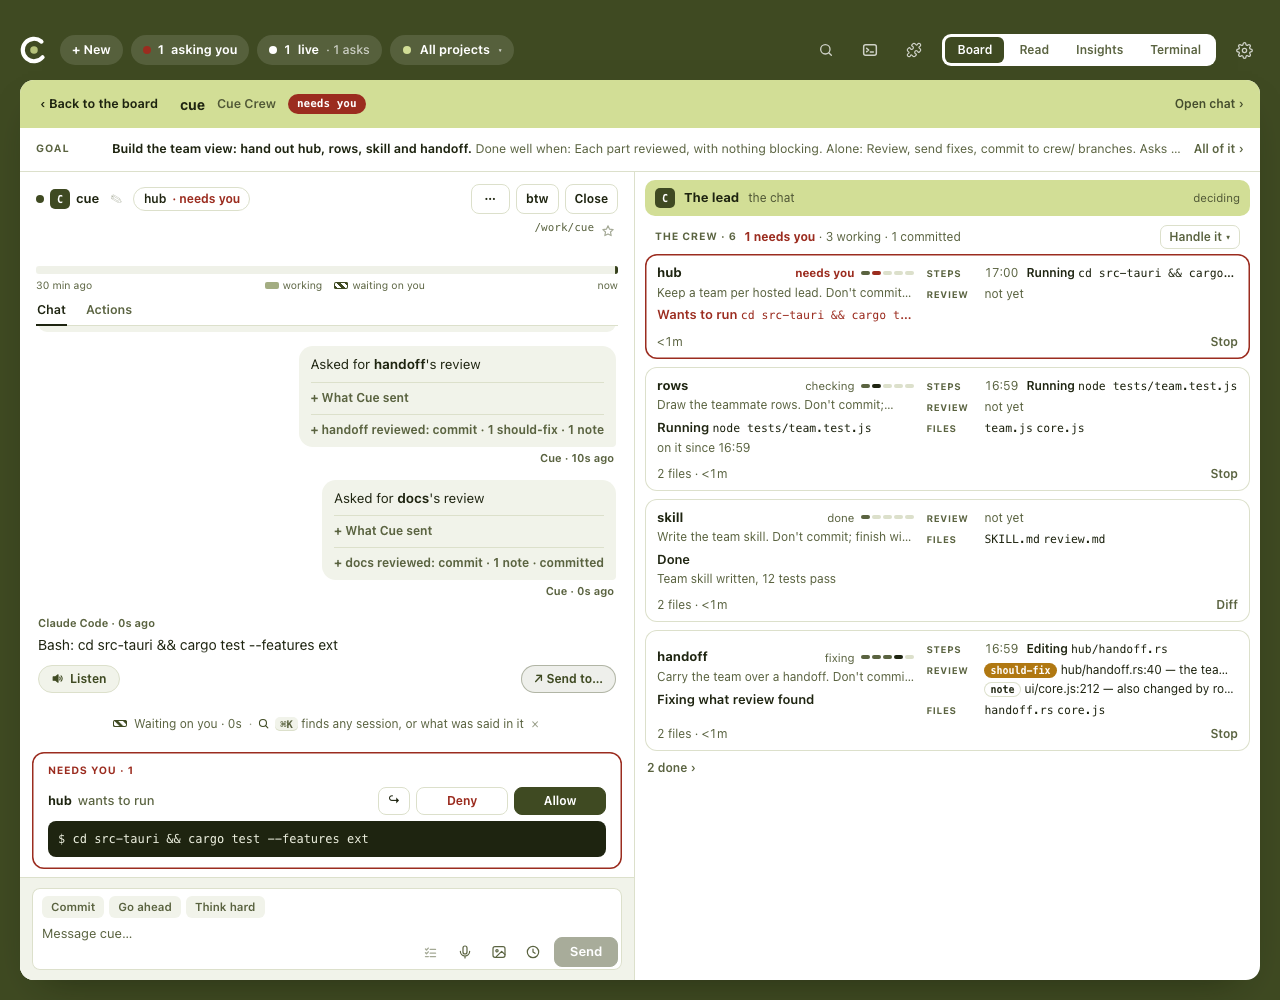 + New
1 asking you
1 live · 1 asks
All projects
Board
Read
Insights
Terminal
‹ Back to the board
cue
Cue Crew
needs you
Open chat ›
GOAL
Build the team view: hand out hub, rows, skill and handoff. Done well when: Each part reviewed, with nothing blocking. Alone: Review, send fixes, commit to crew/ branches. Asks ...
All of it ›
C
cue
hub · needs you
···
btw
Close
/work/cue
30 min ago
working
waiting on you
now
Chat
Actions
Asked for handoff's review
+ What Cue sent
+ handoff reviewed: commit · 1 should-fix · 1 note
Cue · 10s ago
Asked for docs's review
+ What Cue sent
+ docs reviewed: commit · 1 note · committed
Cue · 0s ago
Claude Code · 0s ago
Bash: cd src-tauri && cargo test --features ext
Listen
↗ Send to...
Waiting on you · 0s · ⌘K finds any session, or what was said in it ×
NEEDS YOU · 1
hub wants to run
Deny
Allow
$ cd src-tauri && cargo test --features ext
Commit
Go ahead
Think hard
Message cue...
Send
C
The lead
the chat
deciding
THE CREW · 6
1 needs you · 3 working · 1 committed
Handle it
hub
needs you
Keep a team per hosted lead. Don't commit...
Wants to run cd src-tauri && cargo t...
<1m
STEPS
17:00 Running cd src-tauri && cargo...
REVIEW
not yet
Stop
rows
checking
Draw the teammate rows. Don't commit;...
Running node tests/team.test.js
on it since 16:59
2 files · <1m
STEPS
16:59 Running node tests/team.test.js
REVIEW
not yet
FILES
team.js core.js
Stop
skill
done
Write the team skill. Don't commit; finish wi...
Done
Team skill written, 12 tests pass
2 files · <1m
REVIEW
not yet
FILES
SKILL.md review.md
Diff
handoff
fixing
Carry the team over a handoff. Don't commi...
Fixing what review found
2 files · <1m
STEPS
16:59 Editing hub/handoff.rs
REVIEW
should-fix hub/handoff.rs:40 — the tea...
note ui/core.js:212 — also changed by ro...
FILES
handoff.rs core.js
Stop
2 done ›